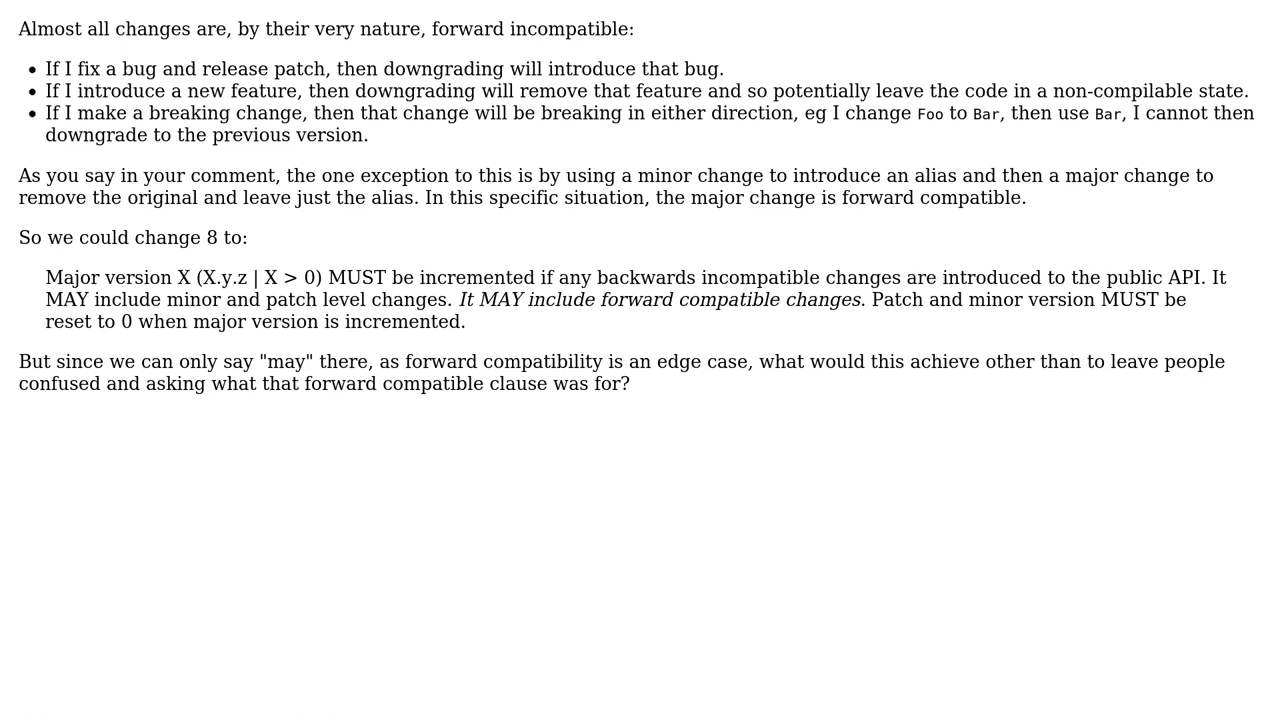 Almost all changes are, by their very nature, forward incompatible:
• If I fix a bug and release patch, then downgrading will introduce that bug.
• If I introduce a new feature, then downgrading will remove that feature and so potentially leave the code in a non-compilable state.
• If I make a breaking change, then that change will be breaking in either direction, eg I change Foo to Bar, then use Bar, I cannot then
downgrade to the previous version.
As you say in your comment, the one exception to this is by using a minor change to introduce an alias and then a major change to
remove the original and leave just the alias. In this specific situation, the major change is forward compatible.
So we could change 8 to:
Major version X (X.y.z | X > 0) MUST be incremented if any backwards incompatible changes are introduced to the public API. It
MAY include minor and patch level changes. It MAY include forward compatible changes. Patch and minor version MUST be
reset to 0 when major version is incremented.
But since we can only say "may" there, as forward compatibility is an edge case, what would this achieve other than to leave people
confused and asking what that forward compatible clause was for?